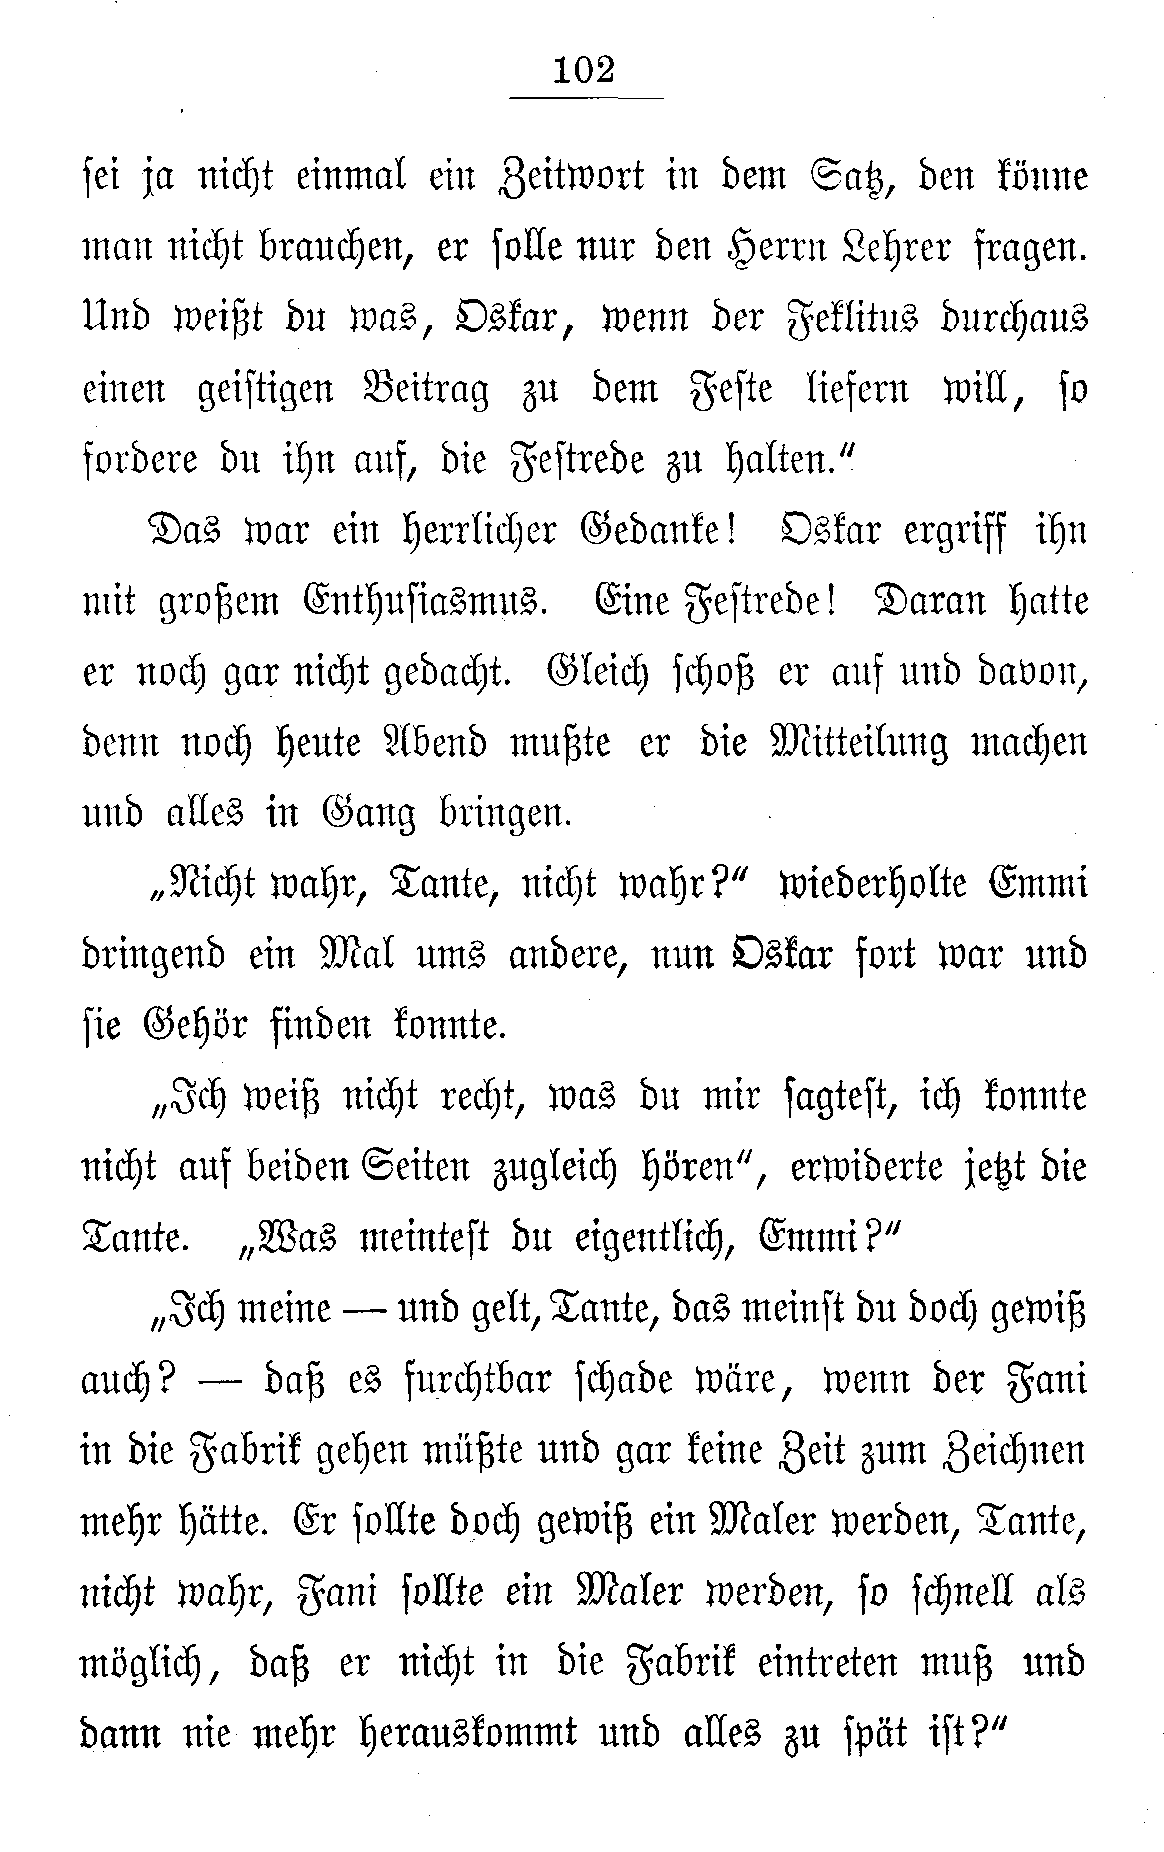 102
sei ja nicht einmal ein Zeitwort in dem Satz, den könne
man nicht brauchen, er solle nur den Herrn Lehrer fragen.
Und weißt du was, Oskar, wenn der Feklitus durchaus
einen geistigen Beitrag zu dem Feste liefern will, so
fordere du ihn auf, die Festrede zu halten.“
Das war ein herrlicher Gedanke! Oskar ergriff ihn
mit großem Enthusiasmus. Eine Festrede! Daran hatte
er noch gar nicht gedacht. Gleich schoß er auf und davon,
denn noch heute Abend mußte er die Mitteilung machen
und alles in Gang bringen.
„Nicht wahr, Tante, nicht wahr?“ wiederholte Emmi
dringend ein Mal ums andere, nun Oskar fort war und
sie Gehör finden konnte.
„Ich weiß nicht recht, was du mir sagtest, ich konnte
nicht auf beiden Seiten zugleich hören“, erwiderte jetzt die
Tante. „Was meintest du eigentlich, Emmi?“
„Ich meine — und gelt, Tante, das meinst du doch gewiß
auch? — daß es furchtbar schade wäre, wenn der Fani
in die Fabrik gehen müßte und gar keine Zeit zum Zeichnen
mehr hätte. Er sollte doch gewiß ein Maler werden, Tante,
nicht wahr, Fani sollte ein Maler werden, so schnell als
möglich, daß er nicht in die Fabrik eintreten muß und
dann nie mehr herauskommt und alles zu spät ist?“